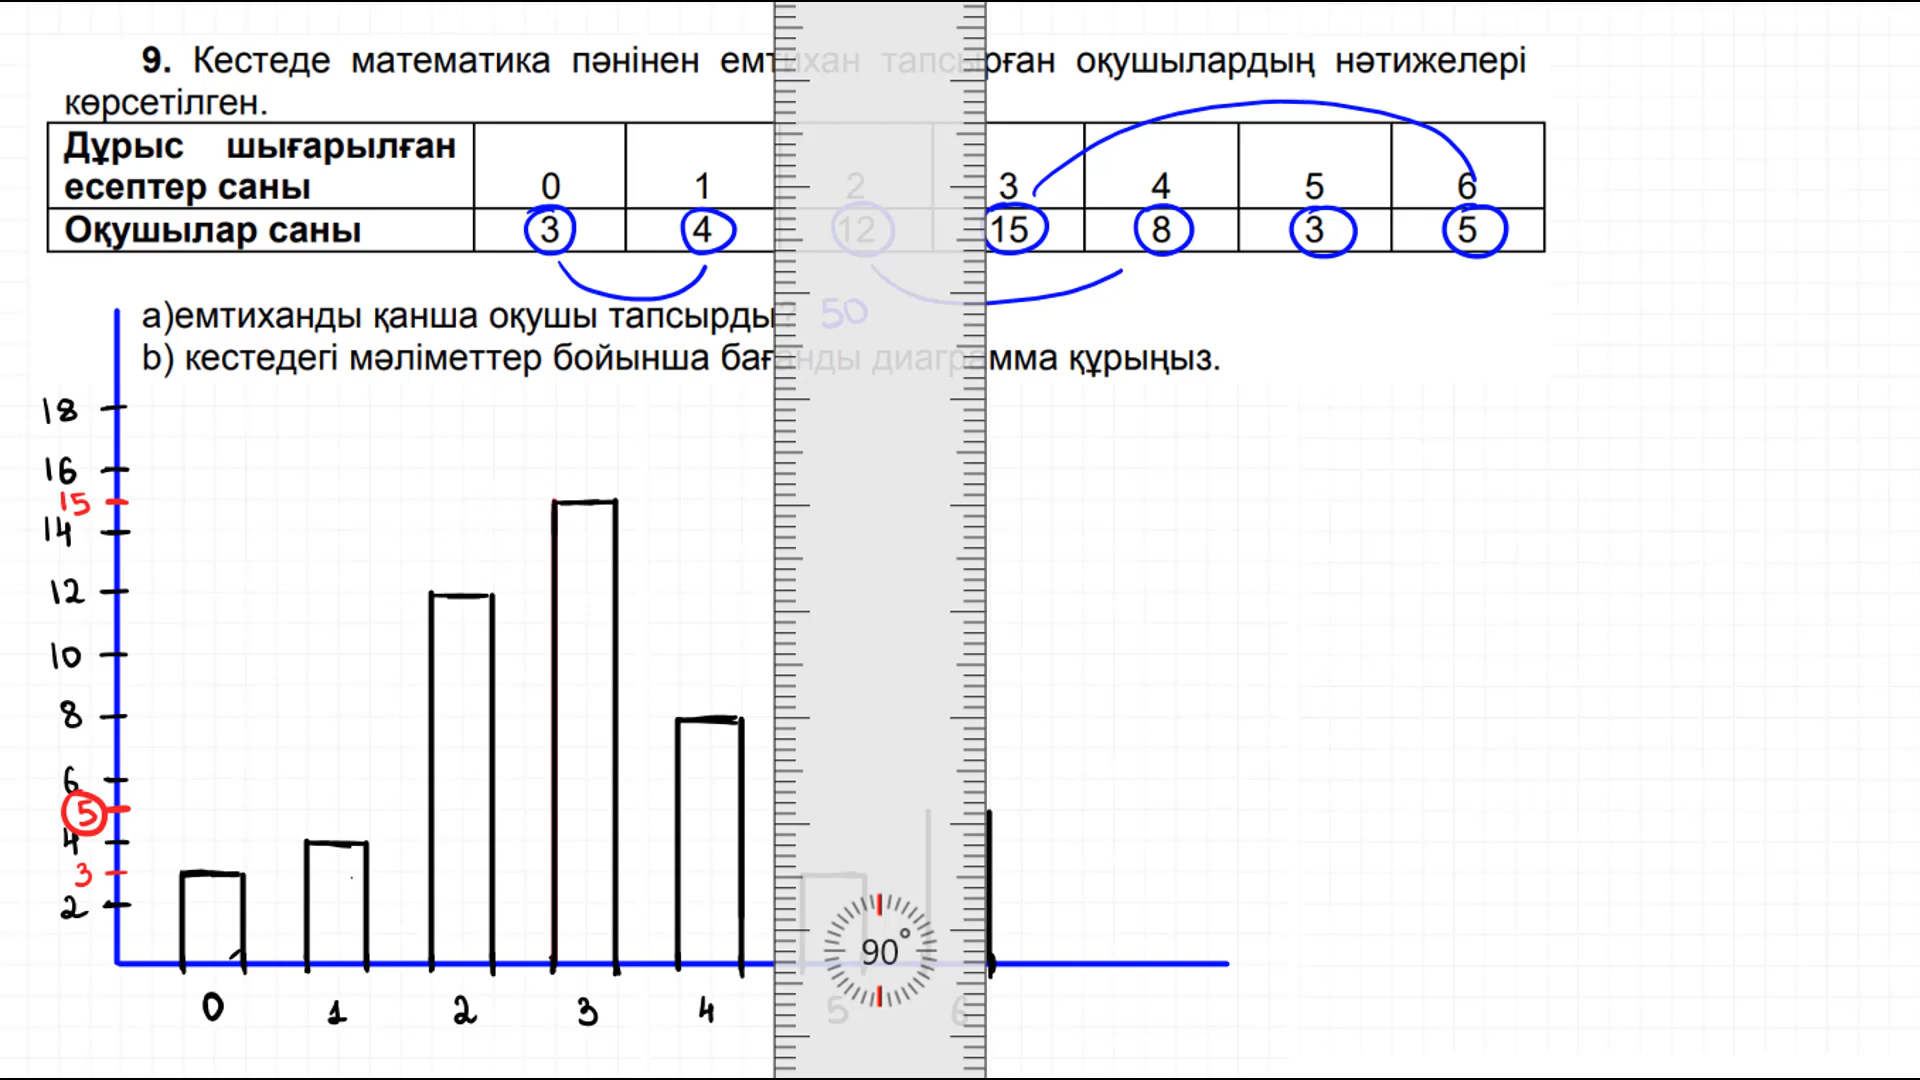 9. Кестеде математика пәнінен емтихан тапсырған оқушылардың нәтижелері
көрсетілген.
Дұрыс шығарылған есептер саны 0 1 2 3 4 5 6
Оқушылар саны 3 4 12 15 8 3 5
a)емтиханды қанша оқушы тапсырды? 50
b) кестедегі мәліметтер бойынша бағанды диаграмма құрыңыз.
18
16
15
14
12
10
8
6
5
4
3
2
90°
0 1 2 3 4 5 6